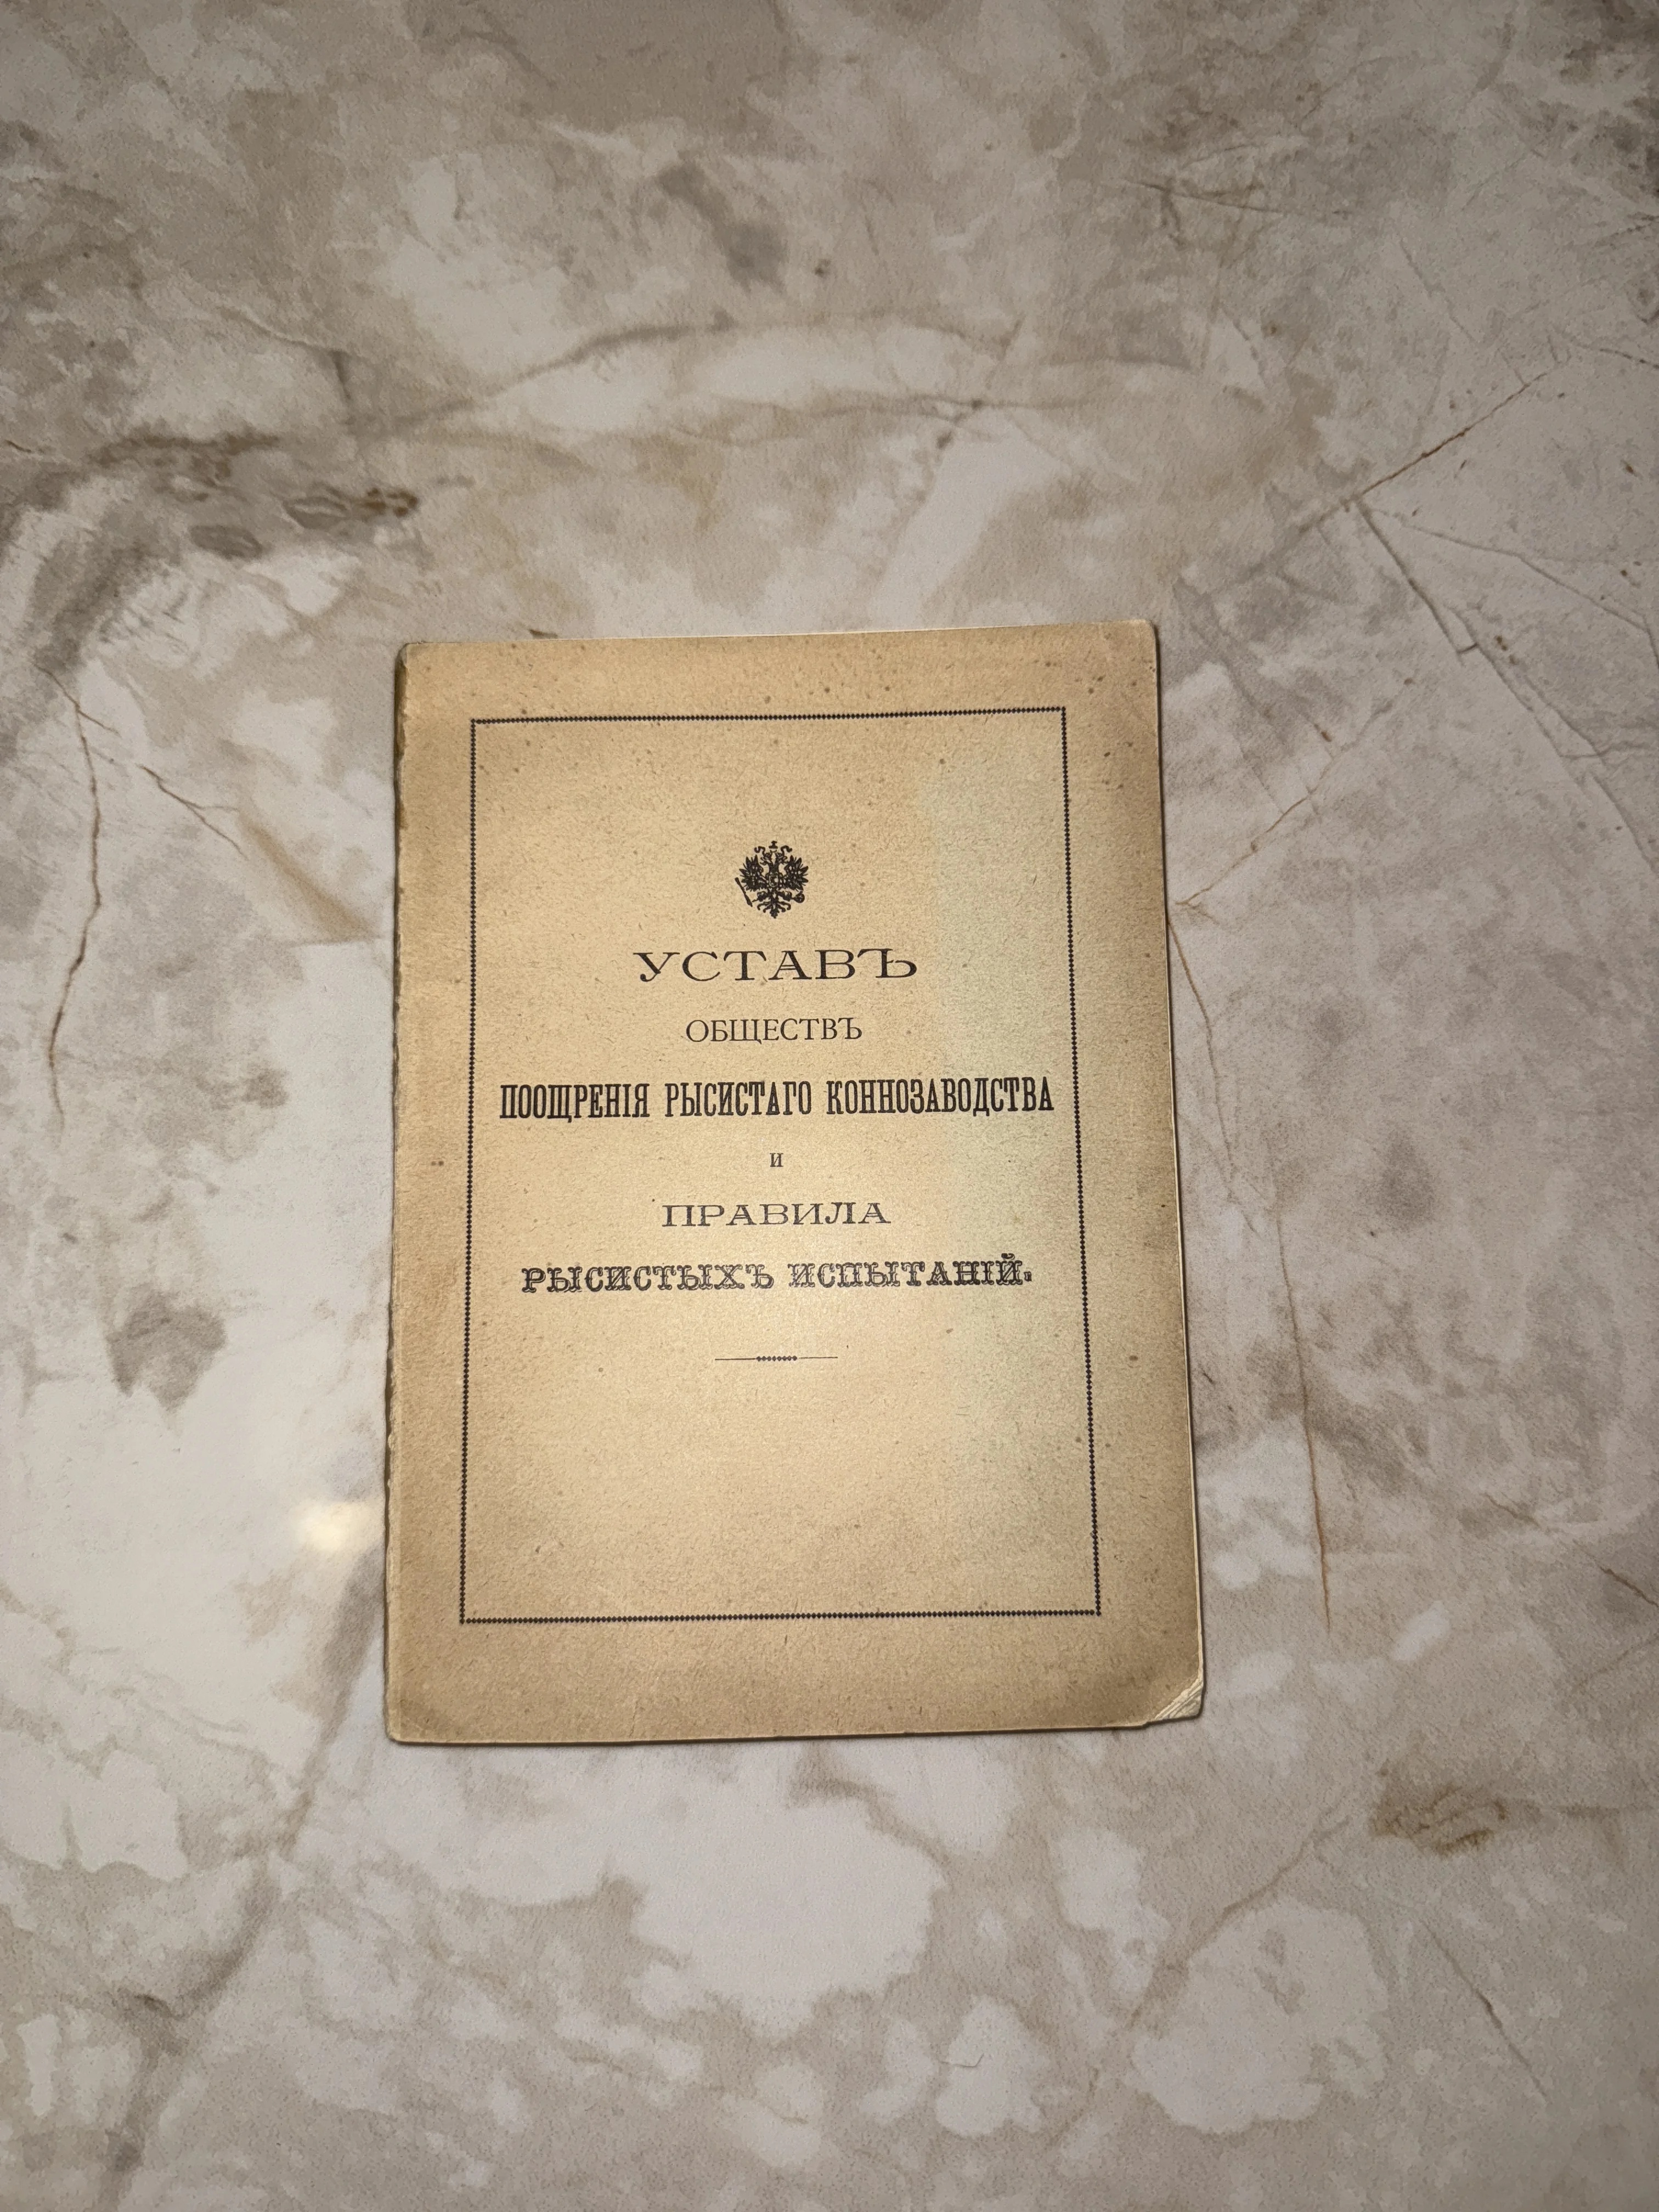 УСТАВЪ
ОБЩЕСТВЪ
ПООЩРЕНІЯ РЫСИСТАГО КОННОЗАВОДСТВА
И
ПРАВИЛА
РЫСИСТЫХЪ ИСПЫТАНІЙ.